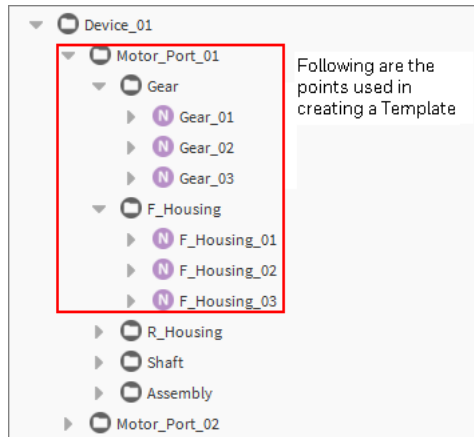 Device_01
Motor_Port_01
Following are the
points used in
creating a Template
Gear
N Gear_01
N Gear_02
N Gear_03
F_Housing
N F_Housing_01
N F_Housing_02
N F_Housing_03
R_Housing
Shaft
Assembly
Motor_Port_02